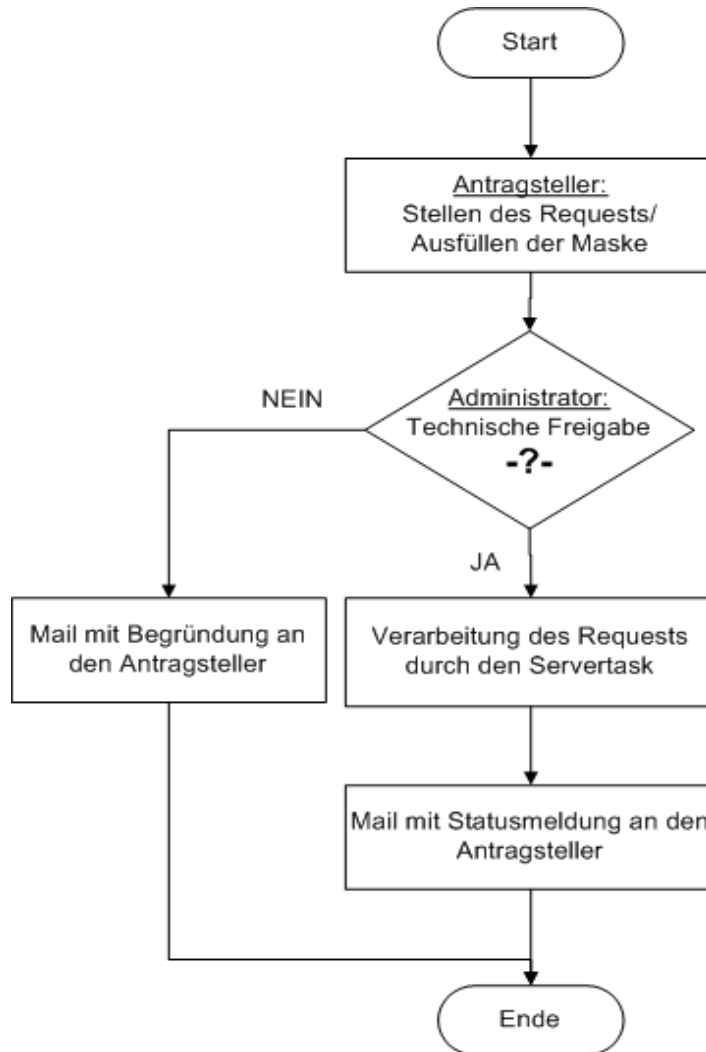 Start
Antragsteller:
Stellen des Requests/
Ausfüllen der Maske
NEIN
Administrator:
Technische Freigabe
-?-
JA
Mail mit Begründung an
den Antragsteller
Verarbeitung des Requests
durch den Servertask
Mail mit Statusmeldung an den
Antragsteller
Ende